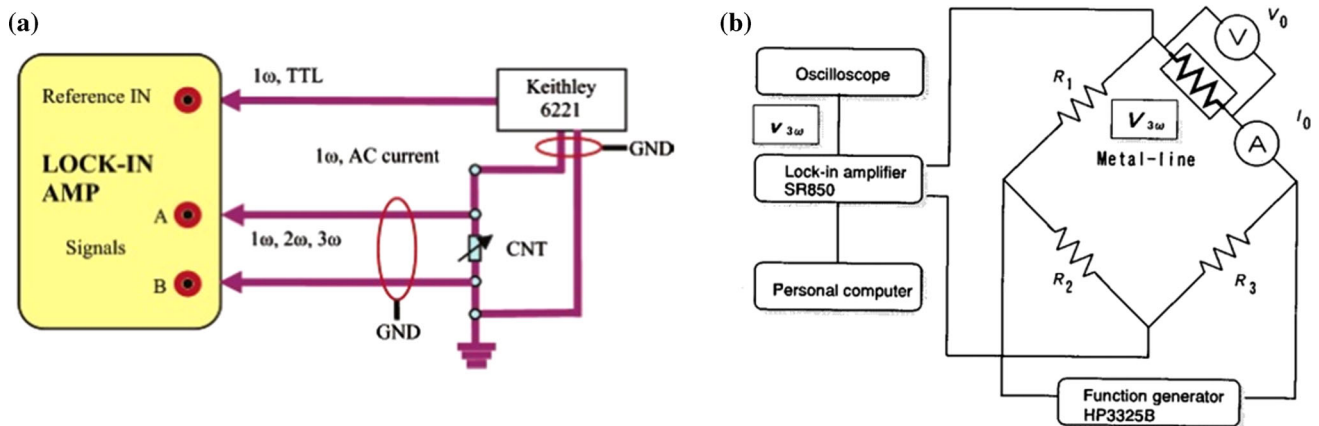 (a)
Reference IN
LOCK-IN
AMP
A
Signals
B
1ω, TTL
Keithley
6221
GND
1ω, AC current
1ω, 2ω, 3ω
CNT
GND
(b)
Oscilloscope
V 3ω
Lock-in amplifier
SR850
Personal computer
R1
V0
V
V3ω
Metal-line
I0
A
R2
R3
Function generator
HP3325B